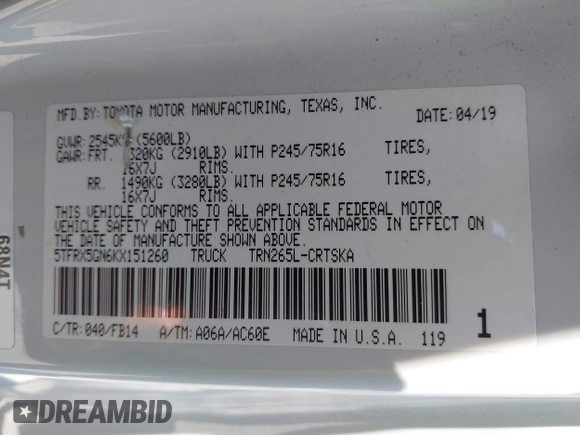 MFD.BY:TOYOTA MOTOR MANUFACTURING, TEXAS, INC.
DATE:04/19
GVWR: (5600LB)
GAWR:FRT. 320KG (2910LB) WITH P245/75R16 TIRES,
16X7J RIMS.
RR. 1490KG (3280LB) WITH P245/75R16 TIRES,
16X7J RIMS.
THIS VEHICLE CONFORMS TO ALL APPLICABLE FEDERAL MOTOR
VEHICLE SAFETY AND THEFT PREVENTION STANDARDS IN EFFECT ON
THE DATE OF MANUFACTURE SHOWN ABOVE.
5TFRX5GN6KX151260 TRUCK TRN265L-CRTSKA
C/TR:040/FB14 A/TM:A06A/AC60E MADE IN U.S.A. 119
1
68N4T
DREAMBID